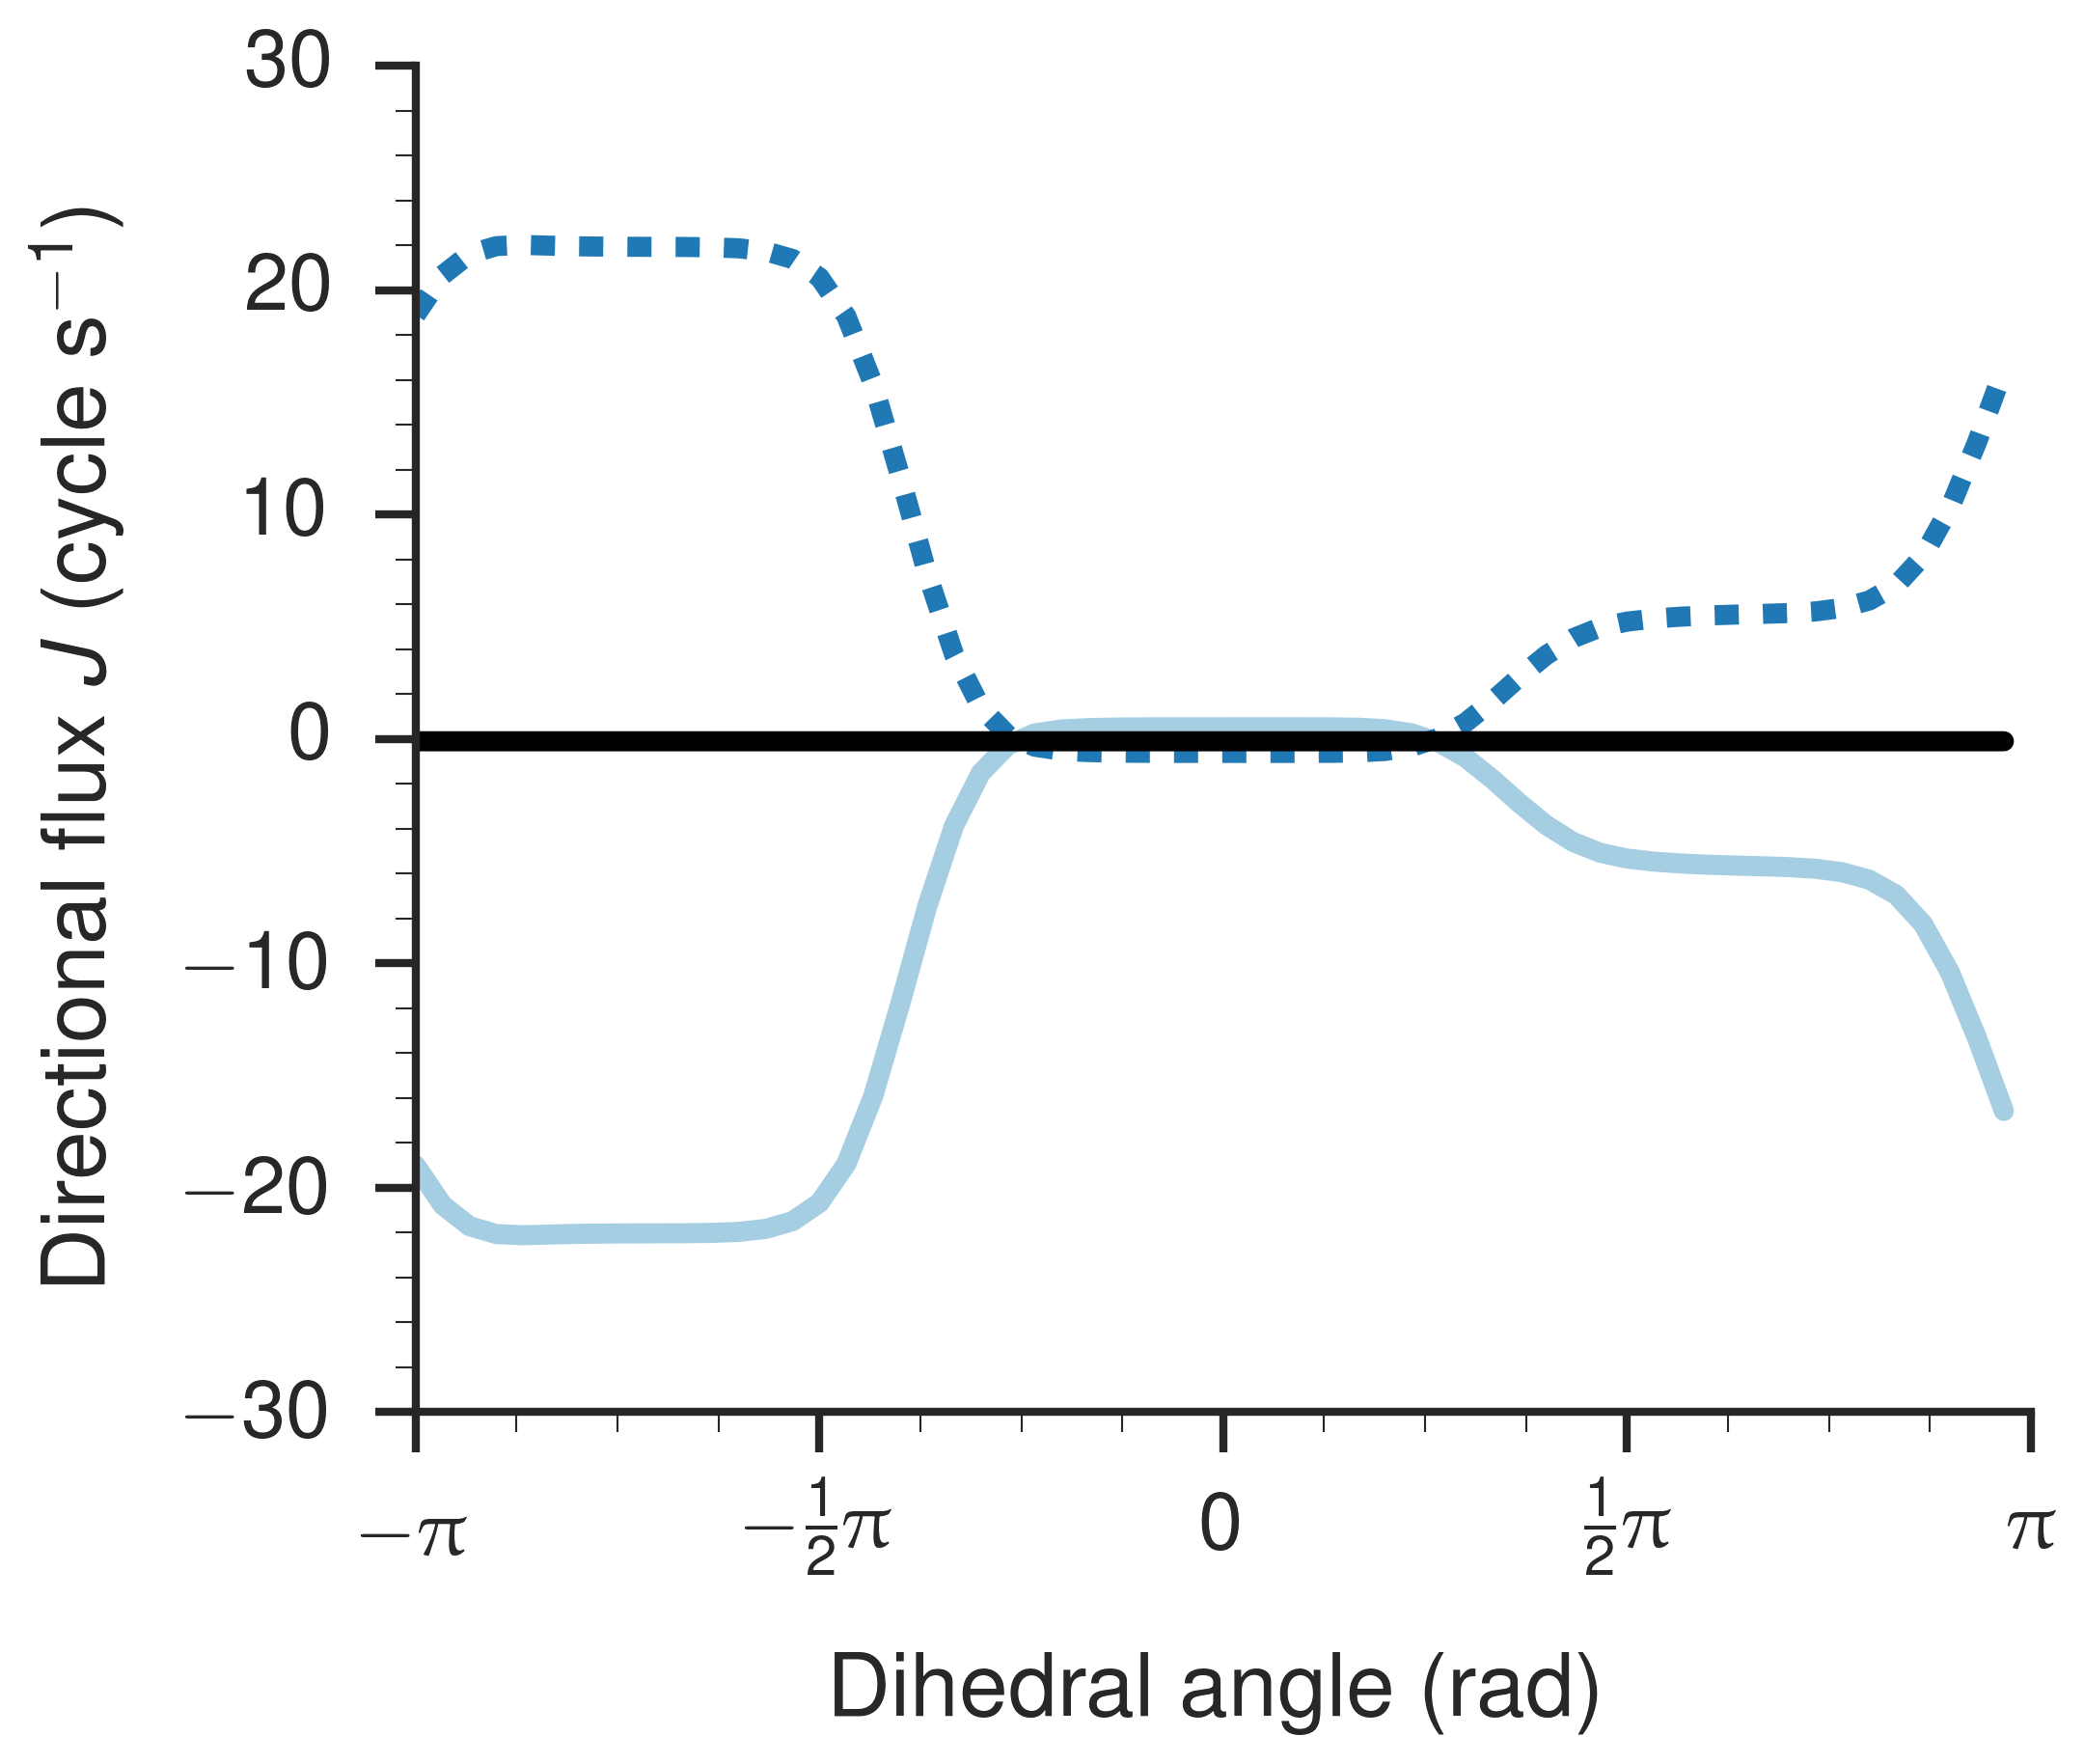 Directional flux J (cycle s⁻¹)
30
20
10
0
−10
−20
−30
−π
−½π
0
½π
π
Dihedral angle (rad)